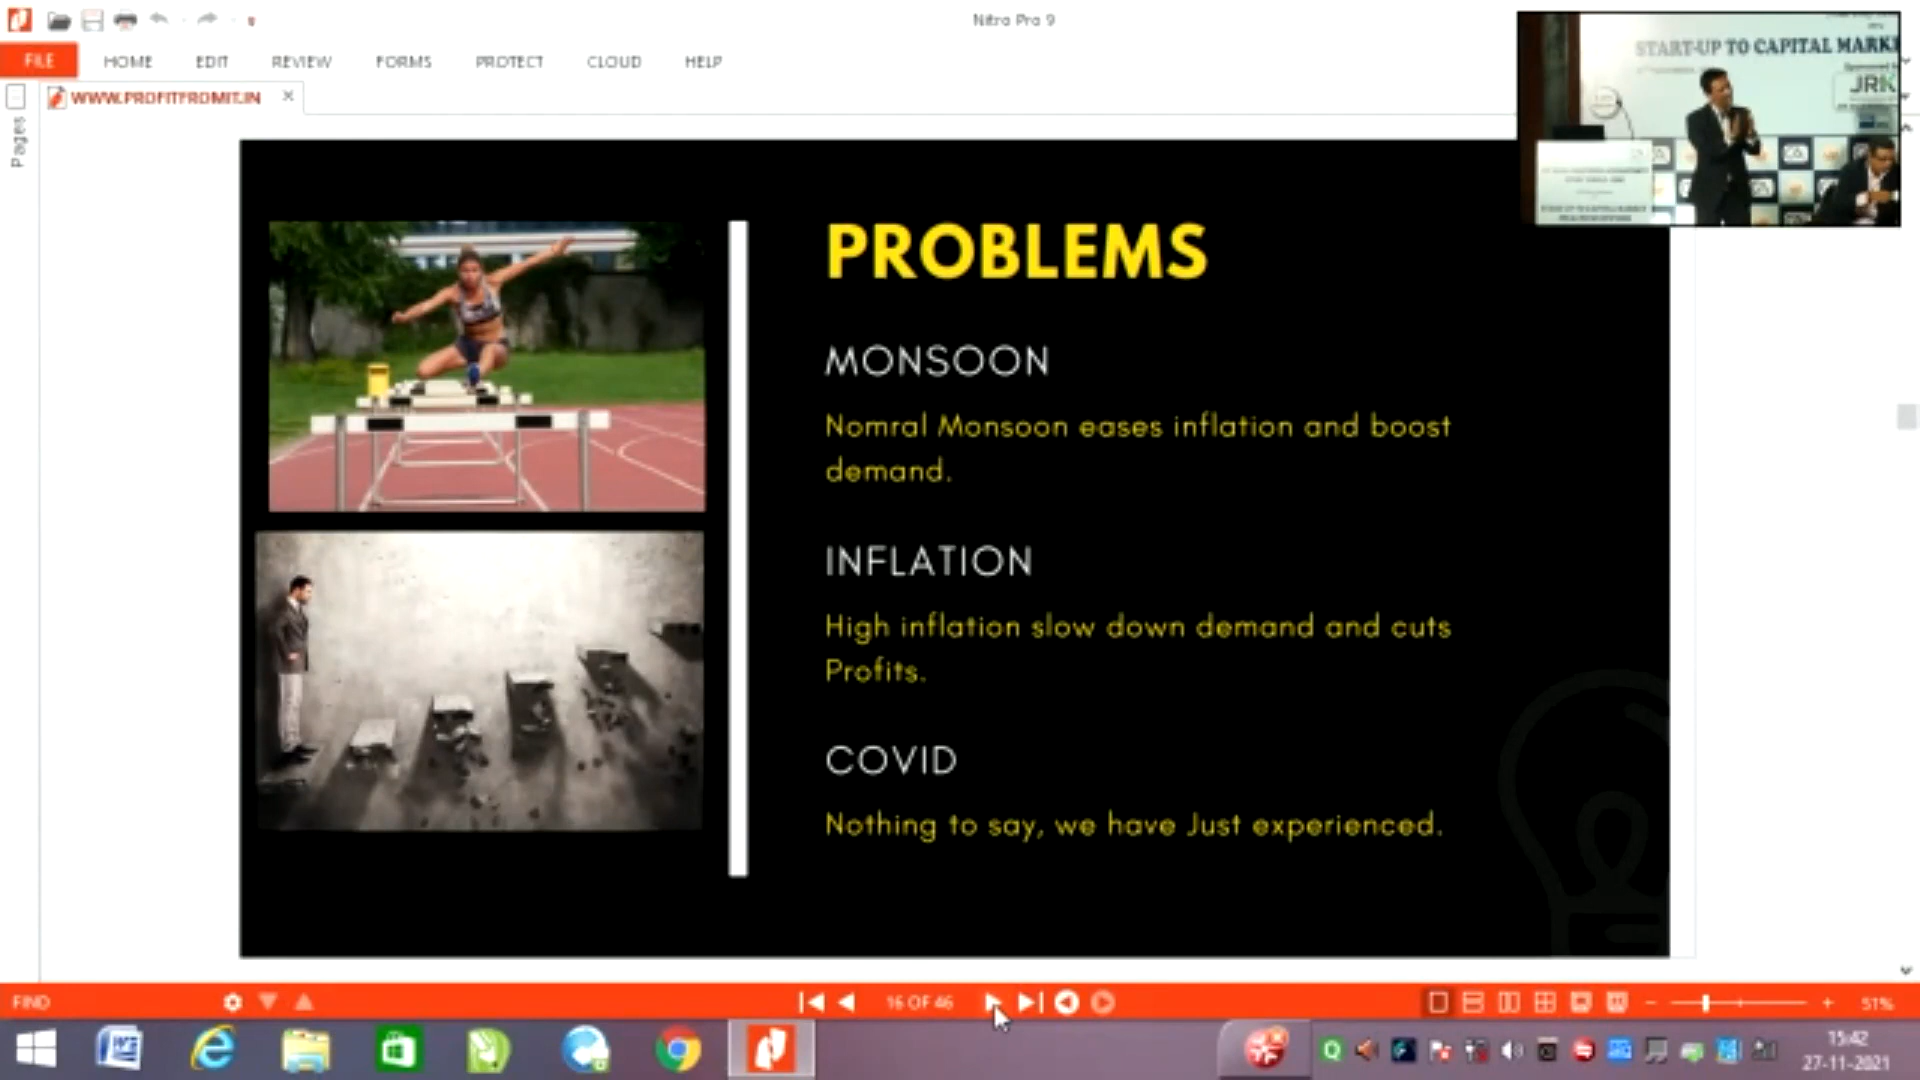 Nitro Pro 9
FILE HOME EDIT REVIEW FORMS PROTECT CLOUD HELP
WWW.PROFITFROMIT.IN
Pages
START-UP TO CAPITAL MARK
JRK
PROBLEMS
MONSOON
Nomral Monsoon eases inflation and boost
demand.
INFLATION
High inflation slow down demand and cuts
Profits.
COVID
Nothing to say, we have Just experienced.
FIND
16 OF 46
51%
15:42
27-11-2021